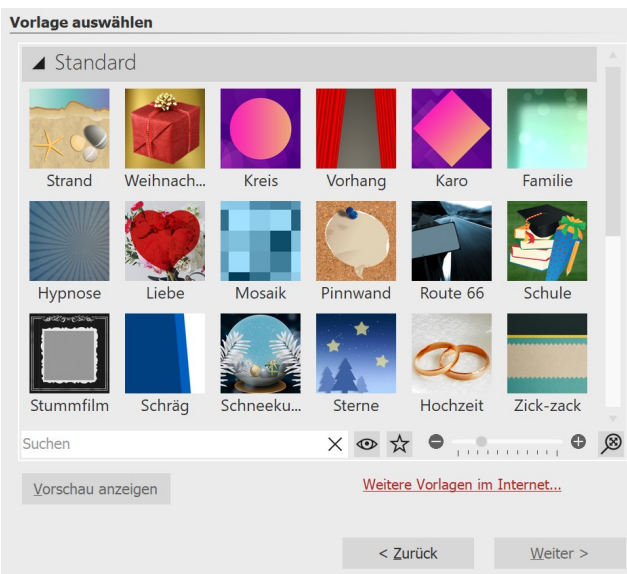 Vorlage auswählen
Standard
Strand Weihnach... Kreis Vorhang Karo Familie
Hypnose Liebe Mosaik Pinnwand Route 66 Schule
Stummfilm Schräg Schneeku... Sterne Hochzeit Zick-zack
Suchen
Vorschau anzeigen Weitere Vorlagen im Internet...
< Zurück Weiter >